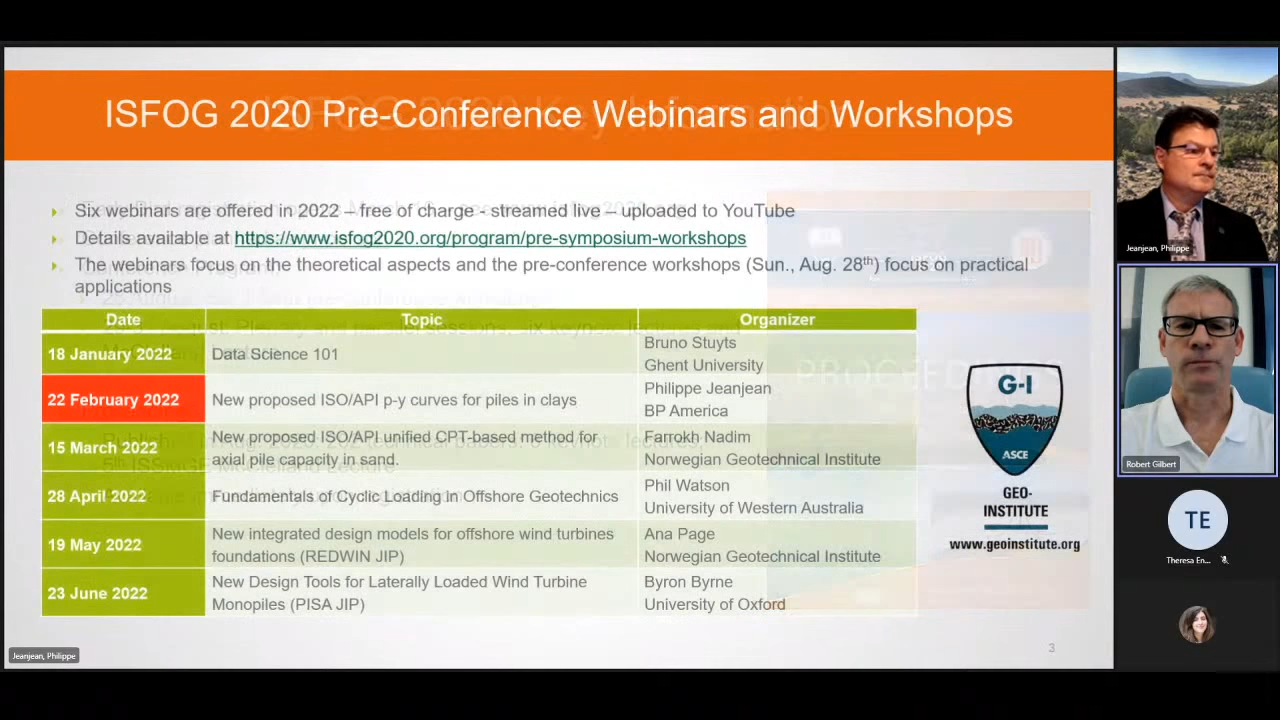 ISFOG 2020 Pre-Conference Webinars and Workshops
Six webinars are offered in 2022 – free of charge - streamed live – uploaded to YouTube
Details available at https://www.isfog2020.org/program/pre-symposium-workshops
The webinars focus on the theoretical aspects and the pre-conference workshops (Sun., Aug. 28th) focus on practical
applications
Date Topic Organizer
18 January 2022 Data Science 101 Bruno Stuyts
Ghent University
22 February 2022 New proposed ISO/API p-y curves for piles in clays Philippe Jeanjean
BP America
15 March 2022 New proposed ISO/API unified CPT-based method for
axial pile capacity in sand. Farrokh Nadim
Norwegian Geotechnical Institute
28 April 2022 Fundamentals of Cyclic Loading in Offshore Geotechnics Phil Watson
University of Western Australia
19 May 2022 New integrated design models for offshore wind turbines
foundations (REDWIN JIP) Ana Page
Norwegian Geotechnical Institute
23 June 2022 New Design Tools for Laterally Loaded Wind Turbine
Monopiles (PISA JIP) Byron Byrne
University of Oxford
G-I
ASCE
GEO-
INSTITUTE
www.geoinstitute.org
PROCEEDINGS
3
Jeanjean, Philippe
Jeanjean, Philippe
Robert Gilbert
TE
Theresa En...